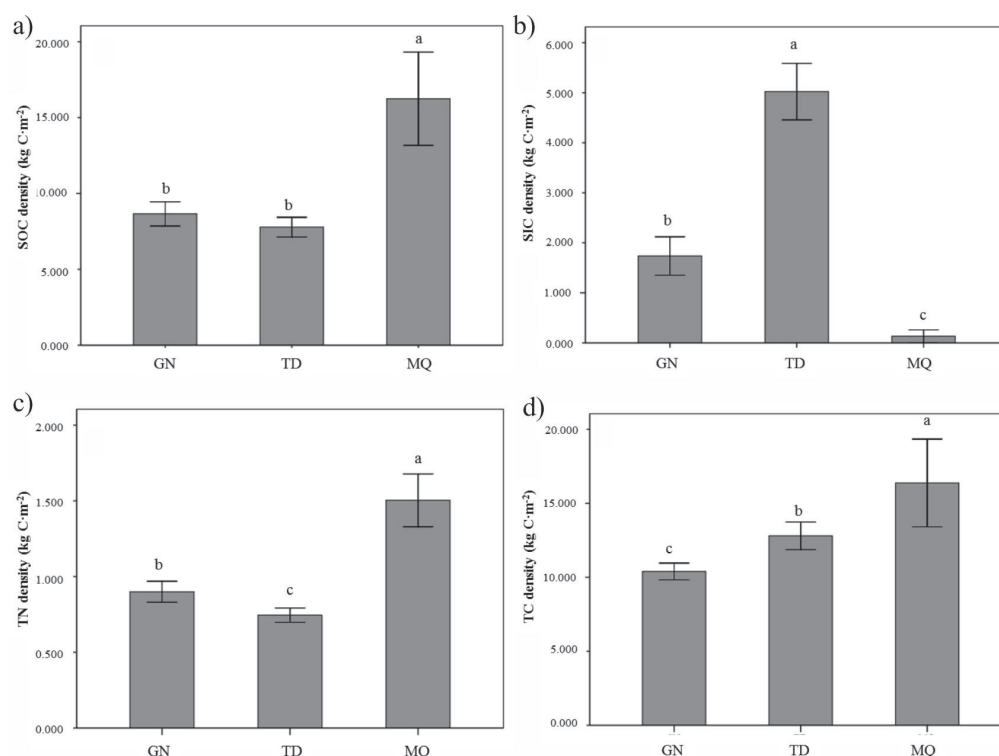 a)
SOC density (kg C·m-2)
20.000
a
15.000
10.000
b
b
5.000
0.000
GN TD MQ
b)
SIC density (kg C·m-2)
6.000
a
5.000
4.000
3.000
b
2.000
1.000
c
0.000
GN TD MQ
c)
TN density (kg C·m-2)
2.000
a
1.500
b
1.000
c
0.500
0.000
GN TD MQ
d)
TC density (kg C·m-2)
20.000
a
15.000
b
c
10.000
5.000
0.000
GN TD MQ